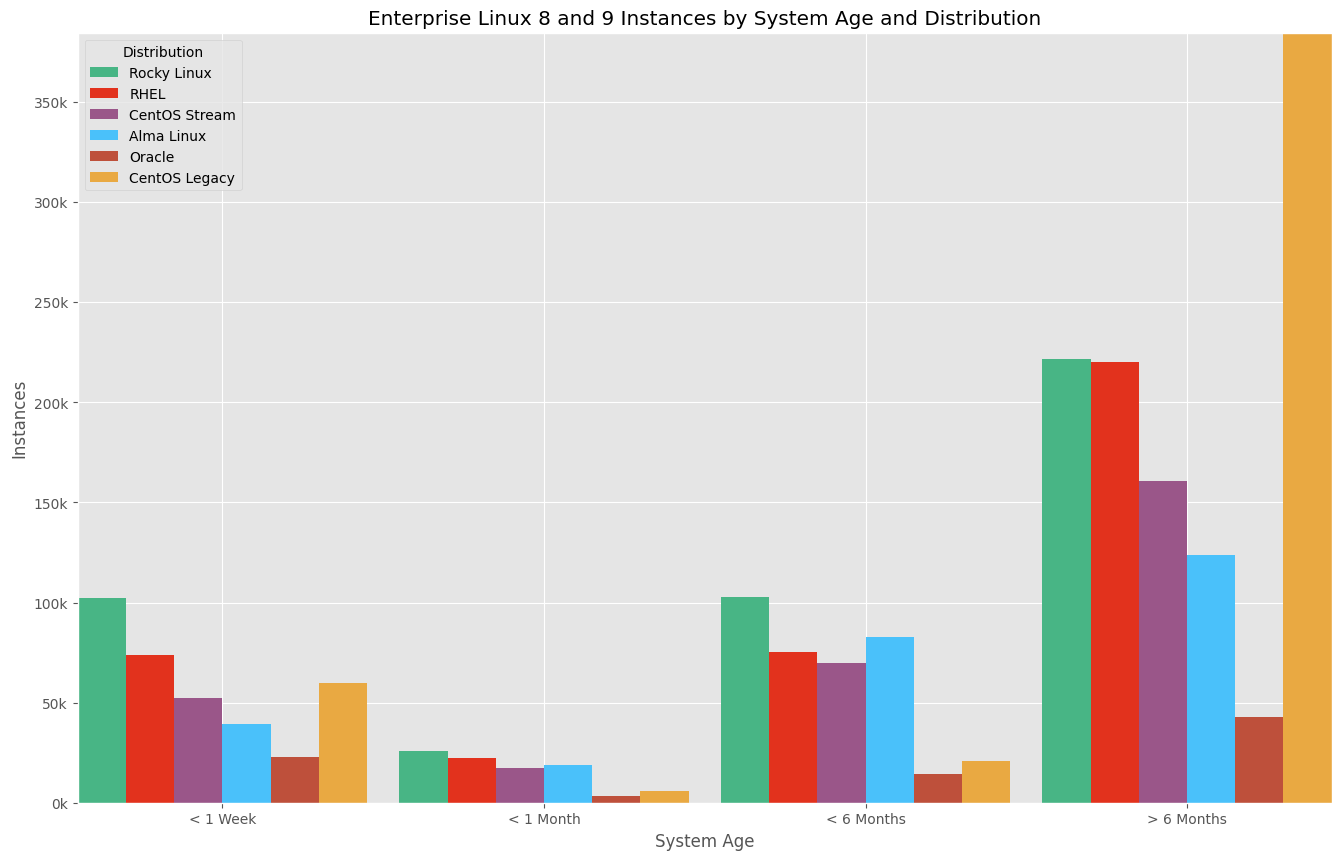 Enterprise Linux 8 and 9 Instances by System Age and Distribution
Distribution
Rocky Linux
RHEL
CentOS Stream
Alma Linux
Oracle
CentOS Legacy
350k
300k
250k
200k
150k
100k
50k
0k
Instances
< 1 Week
< 1 Month
< 6 Months
> 6 Months
System Age